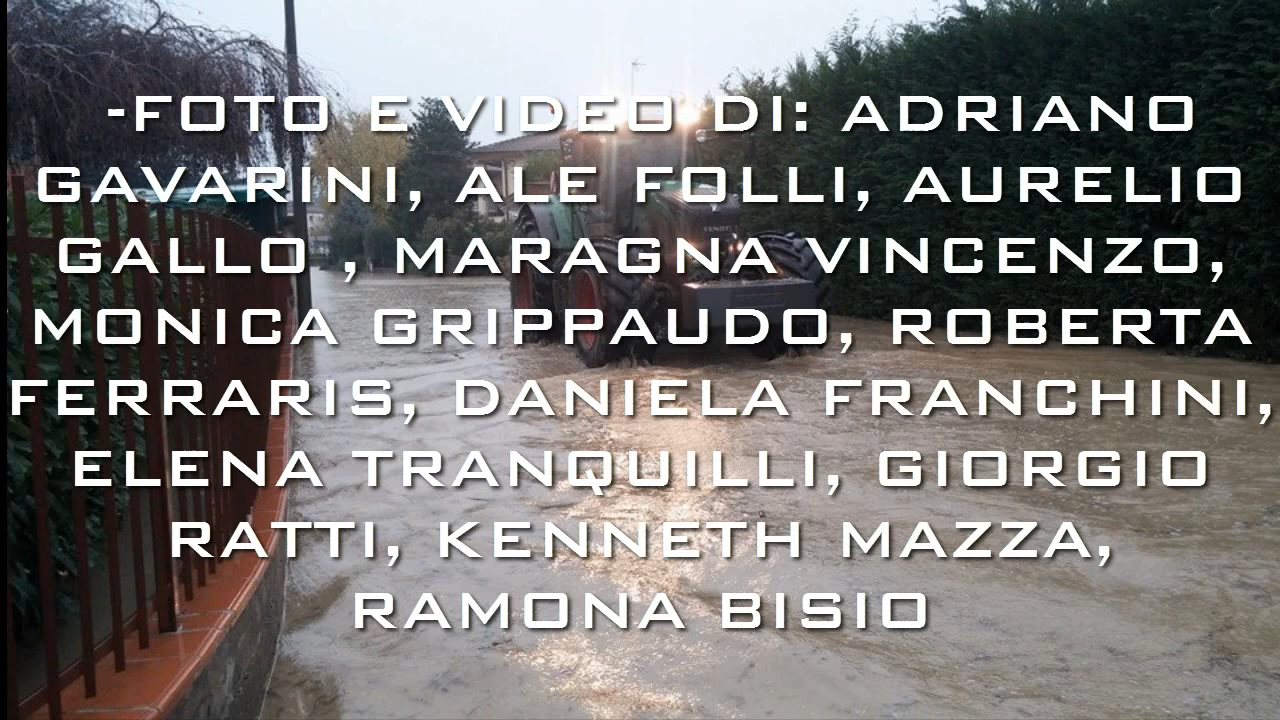 -FOTO E VIDEO DI: ADRIANO
GAVARINI, ALE FOLLI, AURELIO
GALLO , MARAGNA VINCENZO,
MONICA GRIPPAUDO, ROBERTA
FERRARIS, DANIELA FRANCHINI,
ELENA TRANQUILLI, GIORGIO
RATTI, KENNETH MAZZA,
RAMONA BISIO
FENDT